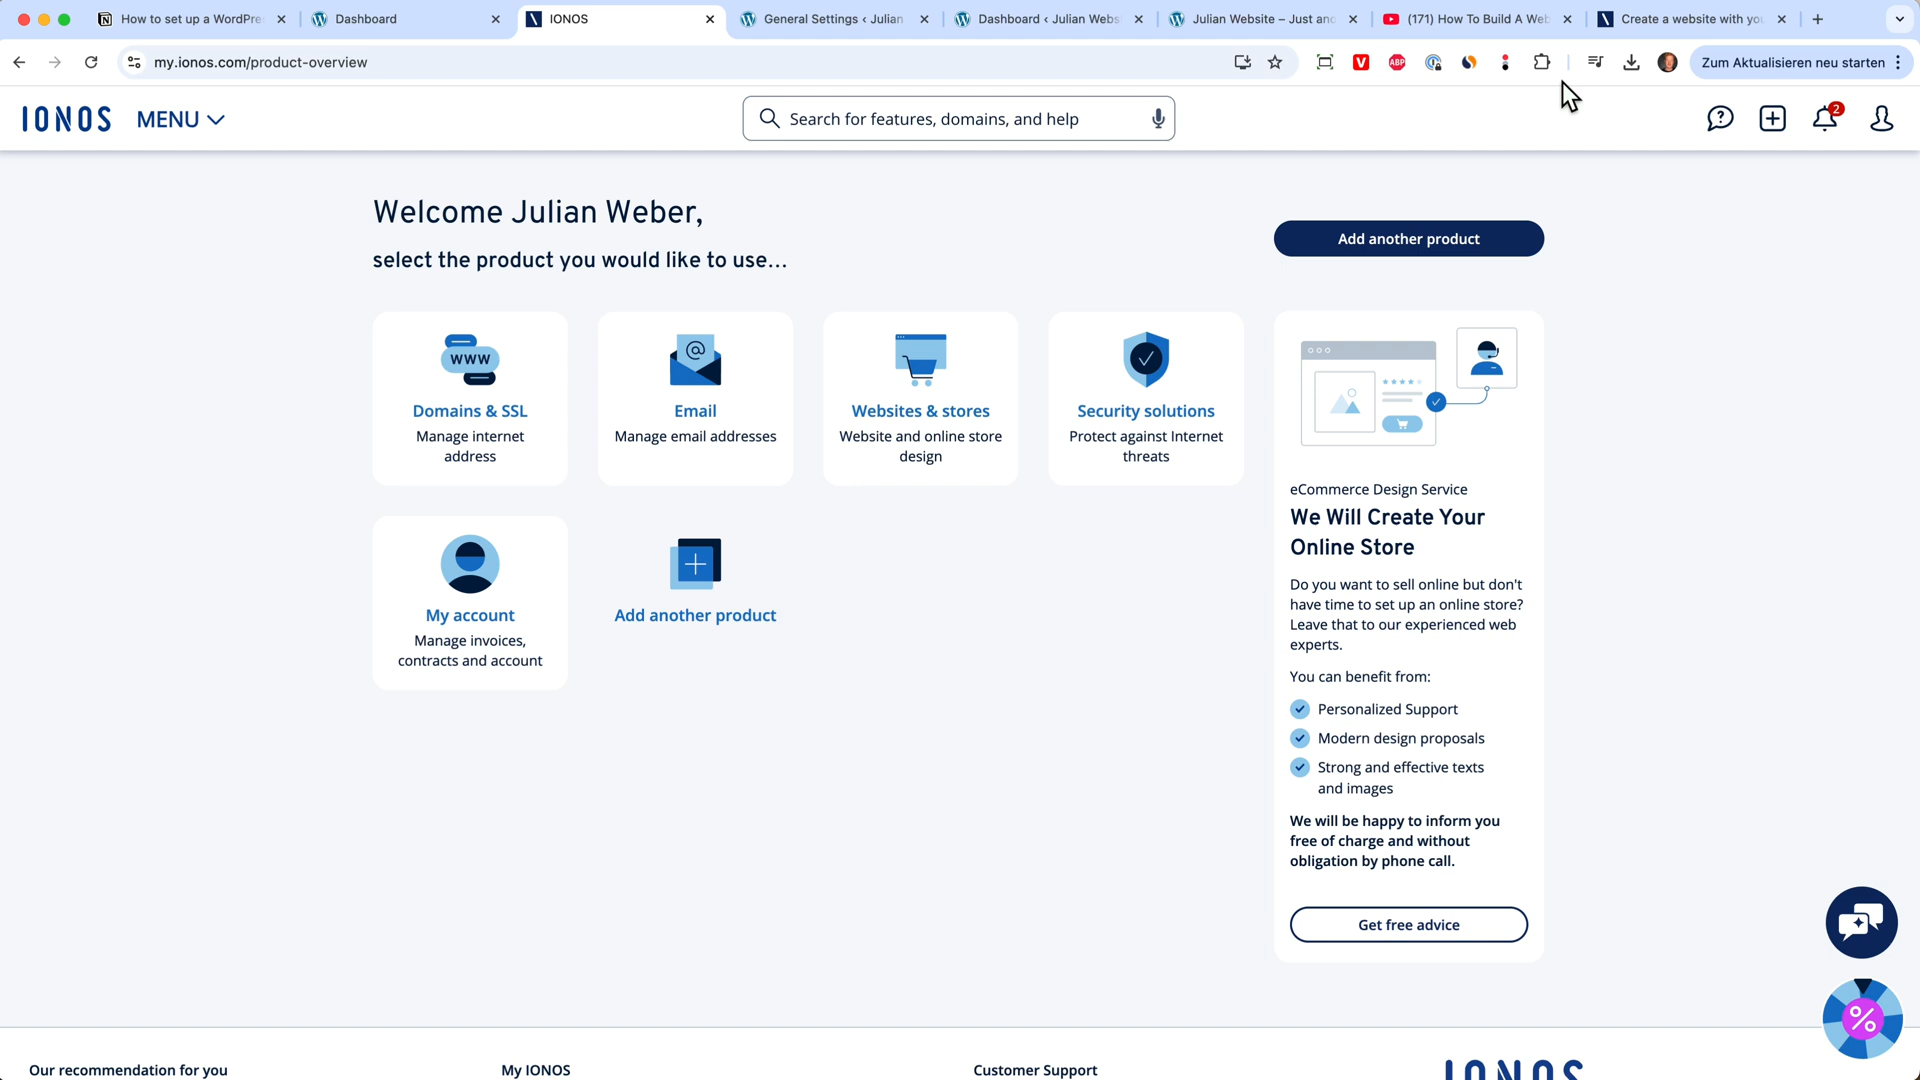 How to set up a WordPre
Dashboard
IONOS
General Settings ‹ Julian
Dashboard ‹ Julian Webs
Julian Website – Just an
(171) How To Build A Web
Create a website with yo
my.ionos.com/product-overview
V
ABP
Zum Aktualisieren neu starten
IONOS
MENU
Search for features, domains, and help
2
Welcome Julian Weber,
select the product you would like to use...
Add another product
www
Domains & SSL
Manage internet
address
@
Email
Manage email addresses
Websites & stores
Website and online store
design
Security solutions
Protect against Internet
threats
My account
Manage invoices,
contracts and account
Add another product
eCommerce Design Service
We Will Create Your
Online Store
Do you want to sell online but don't
have time to set up an online store?
Leave that to our experienced web
experts.
You can benefit from:
Personalized Support
Modern design proposals
Strong and effective texts
and images
We will be happy to inform you
free of charge and without
obligation by phone call.
Get free advice
%
Our recommendation for you
My IONOS
Customer Support
IONOS